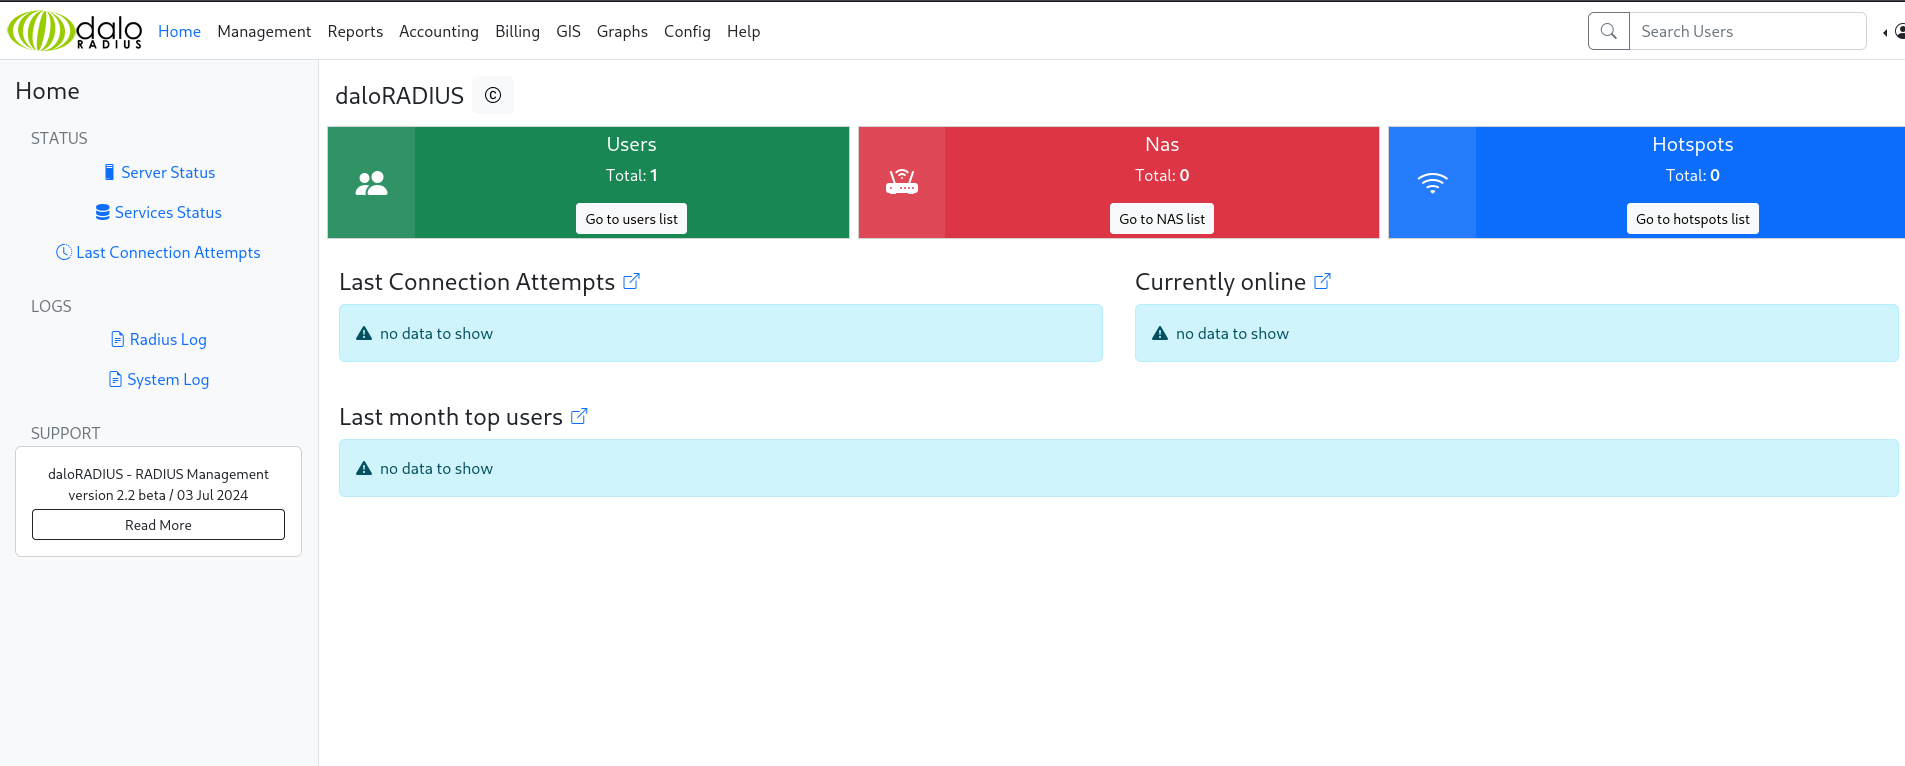 dalo
RADIUS
Home Management Reports Accounting Billing GIS Graphs Config Help
Search Users
Home
STATUS
Server Status
Services Status
Last Connection Attempts
LOGS
Radius Log
System Log
SUPPORT
daloRADIUS - RADIUS Management
version 2.2 beta / 03 Jul 2024
Read More
daloRADIUS ©
Users
Total: 1
Go to users list
Nas
Total: 0
Go to NAS list
Hotspots
Total: 0
Go to hotspots list
Last Connection Attempts
no data to show
Currently online
no data to show
Last month top users
no data to show